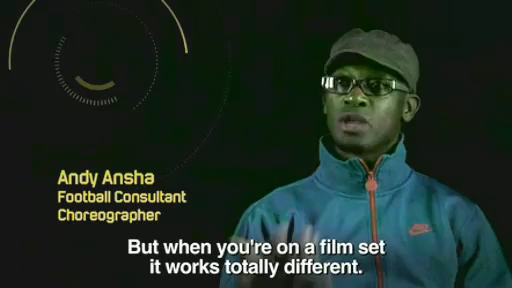 Andy Ansha
Football Consultant
Choreographer
But when you're on a film set
it works totally different.